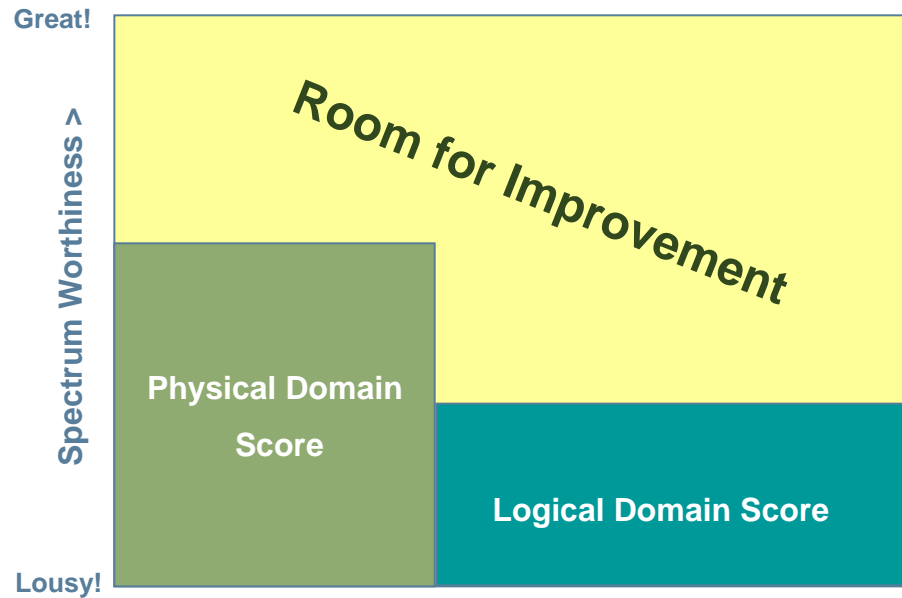 Great!
Spectrum Worthiness >
Room for Improvement
Physical Domain
Score
Logical Domain Score
Lousy!